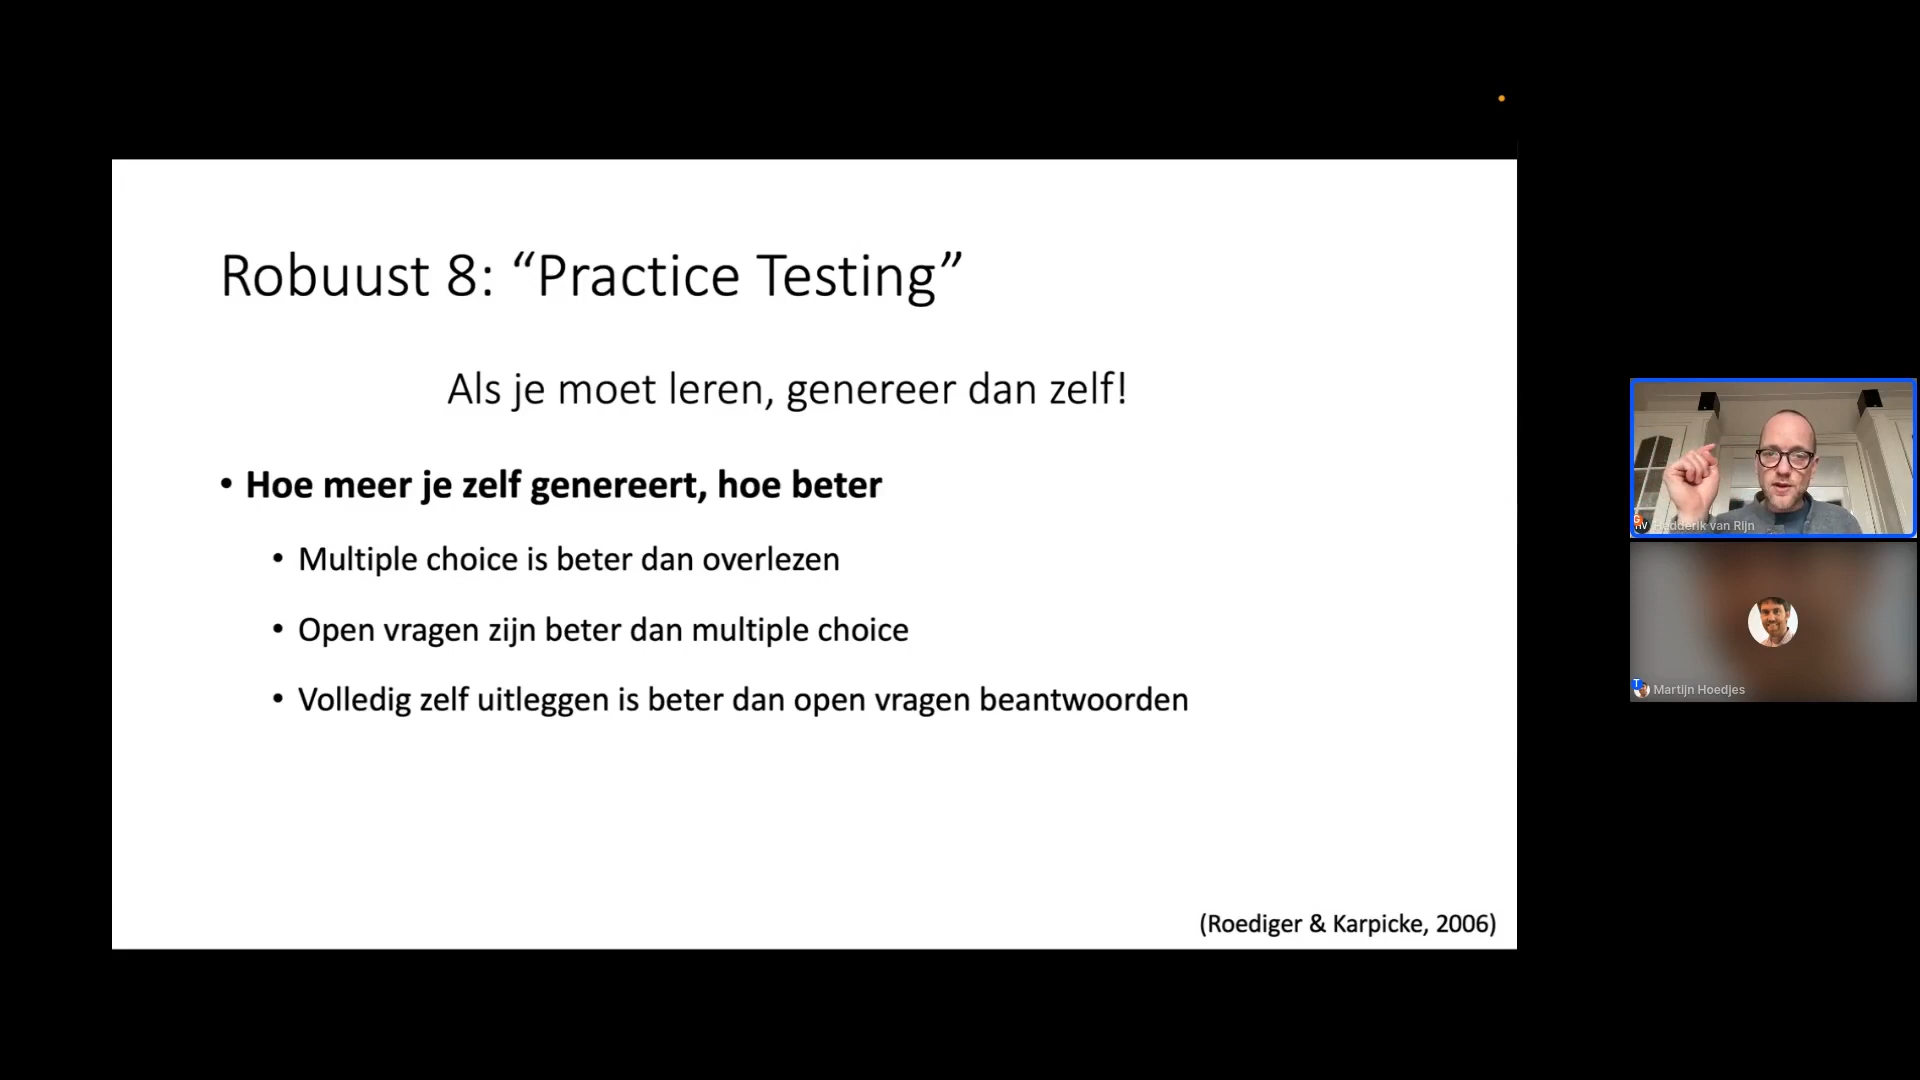 Robuust 8: “Practice Testing”
Als je moet leren, genereer dan zelf!
• Hoe meer je zelf genereert, hoe beter
• Multiple choice is beter dan overlezen
• Open vragen zijn beter dan multiple choice
• Volledig zelf uitleggen is beter dan open vragen beantwoorden
(Roediger & Karpicke, 2006)
Hedderik van Rijn
Martijn Hoedjes